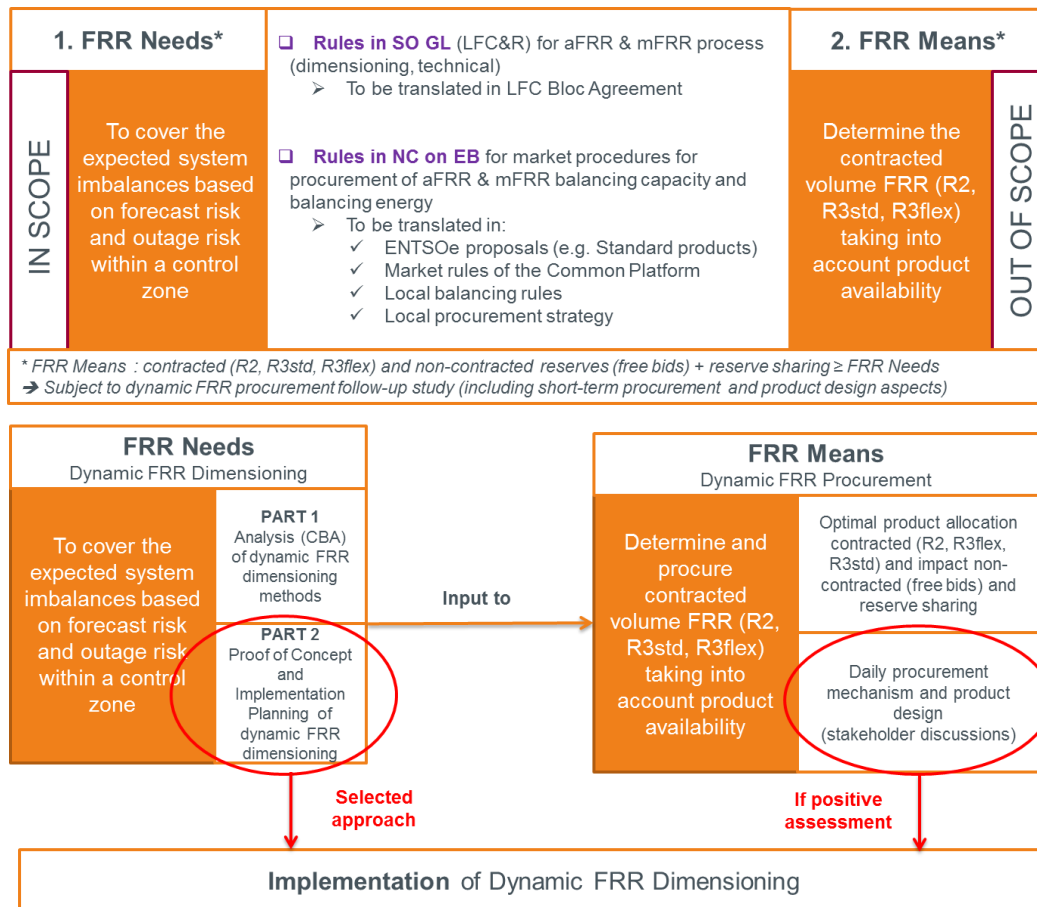 1. FRR Needs*
IN SCOPE
To cover the
expected system
imbalances based
on forecast risk
and outage risk
within a control
zone
❑ Rules in SO GL (LFC&R) for aFRR & mFRR process
(dimensioning, technical)
➢ To be translated in LFC Bloc Agreement
❑ Rules in NC on EB for market procedures for
procurement of aFRR & mFRR balancing capacity and
balancing energy
➢ To be translated in:
✓ ENTSOe proposals (e.g. Standard products)
✓ Market rules of the Common Platform
✓ Local balancing rules
✓ Local procurement strategy
2. FRR Means*
Determine the
contracted
volume FRR (R2,
R3std, R3flex)
taking into
account product
availability
OUT OF SCOPE
* FRR Means : contracted (R2, R3std, R3flex) and non-contracted reserves (free bids) + reserve sharing ≥ FRR Needs
➔ Subject to dynamic FRR procurement follow-up study (including short-term procurement and product design aspects)
FRR Needs
Dynamic FRR Dimensioning
To cover the
expected system
imbalances based
on forecast risk
and outage risk
within a control
zone
PART 1
Analysis (CBA)
of dynamic FRR
dimensioning
methods
PART 2
Proof of Concept
and
Implementation
Planning of
dynamic FRR
dimensioning
Input to
FRR Means
Dynamic FRR Procurement
Determine and
procure
contracted
volume FRR (R2,
R3std, R3flex)
taking into
account product
availability
Optimal product allocation
contracted (R2, R3flex,
R3std) and impact non-
contracted (free bids) and
reserve sharing
Daily procurement
mechanism and product
design
(stakeholder discussions)
Selected
approach
If positive
assessment
Implementation of Dynamic FRR Dimensioning